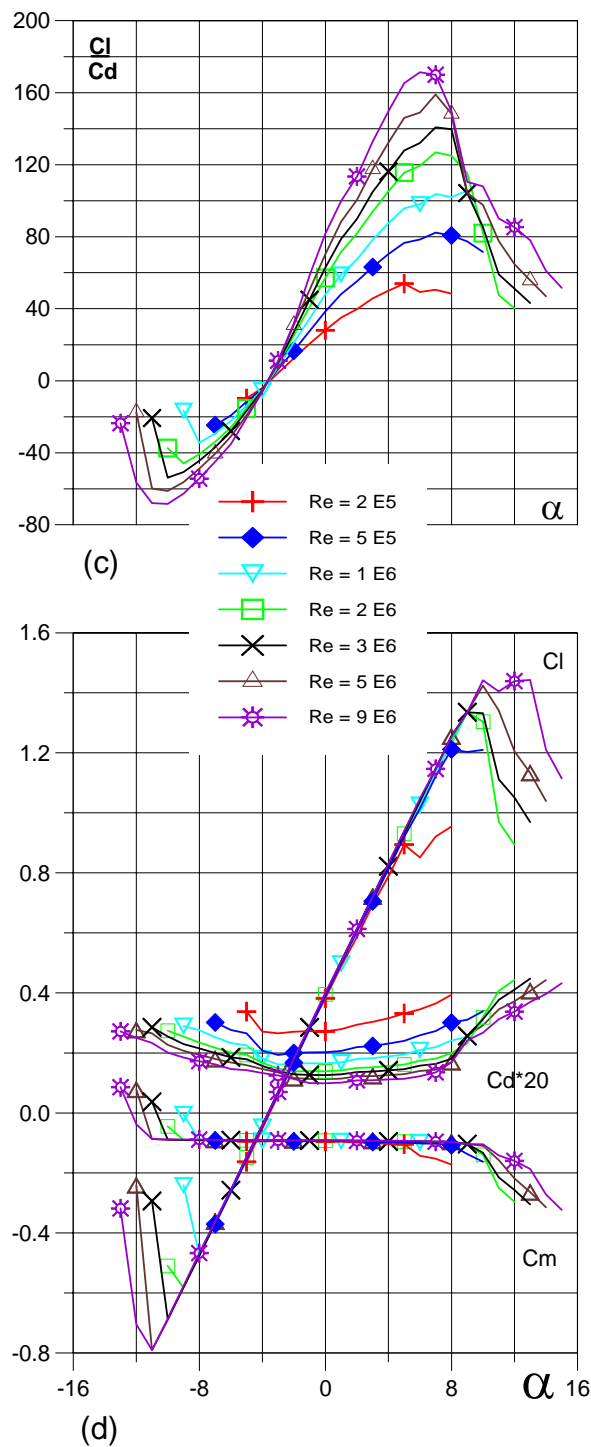 200
Cl
Cd
160
120
80
40
0
-40
-80
α
(c)
Re = 2 E5
Re = 5 E5
Re = 1 E6
Re = 2 E6
Re = 3 E6
Re = 5 E6
Re = 9 E6
1.6
Cl
1.2
0.8
0.4
Cd*20
0.0
-0.4
Cm
-0.8
-16 -8 0 8 α 16
(d)